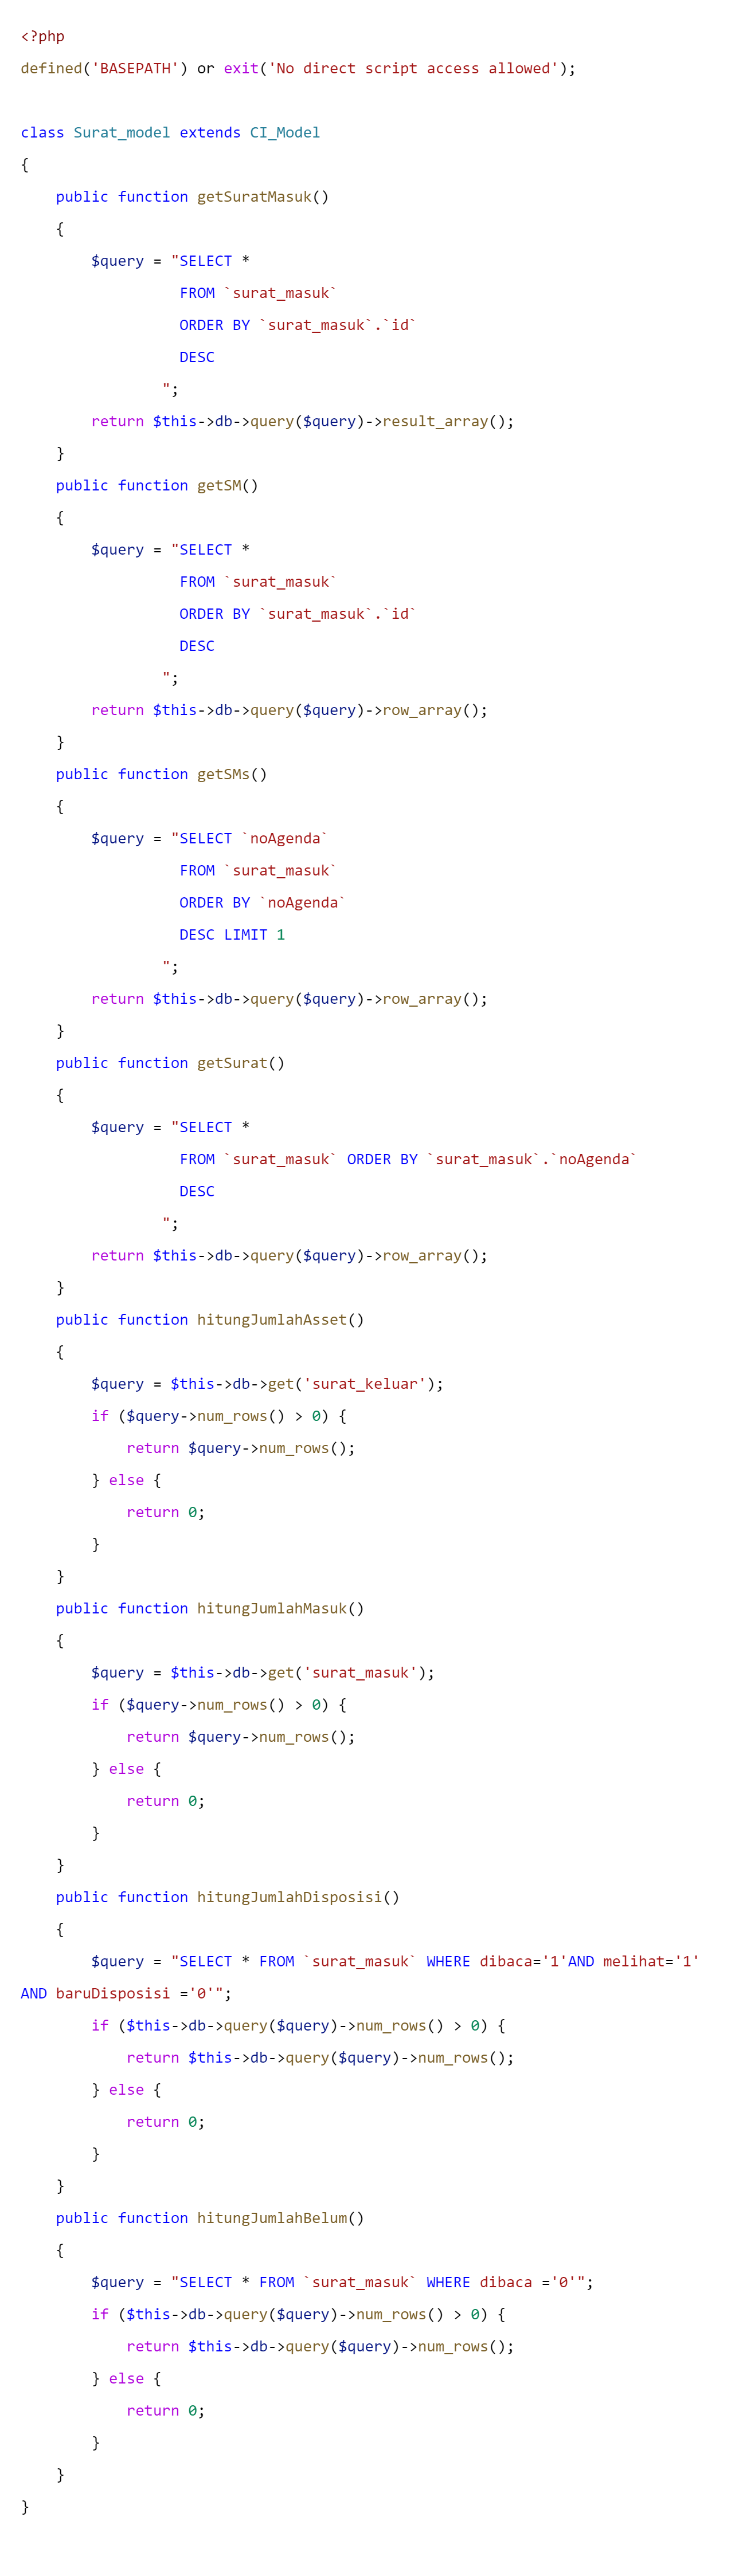 <?php
defined('BASEPATH') or exit('No direct script access allowed');
class Surat_model extends CI_Model
{
    public function getSuratMasuk()
    {
        $query = "SELECT *
                  FROM `surat_masuk`
                  ORDER BY `surat_masuk`.`id`
                  DESC
                ";
        return $this->db->query($query)->result_array();
    }
    public function getSM()
    {
        $query = "SELECT *
                  FROM `surat_masuk`
                  ORDER BY `surat_masuk`.`id`
                  DESC
                ";
        return $this->db->query($query)->row_array();
    }
    public function getSMs()
    {
        $query = "SELECT `noAgenda`
                  FROM `surat_masuk`
                  ORDER BY `noAgenda`
                  DESC LIMIT 1
                ";
        return $this->db->query($query)->row_array();
    }
    public function getSurat()
    {
        $query = "SELECT *
                  FROM `surat_masuk` ORDER BY `surat_masuk`.`noAgenda`
                  DESC
                ";
        return $this->db->query($query)->row_array();
    }
    public function hitungJumlahAsset()
    {
        $query = $this->db->get('surat_keluar');
        if ($query->num_rows() > 0) {
            return $query->num_rows();
        } else {
            return 0;
        }
    }
    public function hitungJumlahMasuk()
    {
        $query = $this->db->get('surat_masuk');
        if ($query->num_rows() > 0) {
            return $query->num_rows();
        } else {
            return 0;
        }
    }
    public function hitungJumlahDisposisi()
    {
        $query = "SELECT * FROM `surat_masuk` WHERE dibaca='1'AND melihat='1'
AND baruDisposisi ='0'";
        if ($this->db->query($query)->num_rows() > 0) {
            return $this->db->query($query)->num_rows();
        } else {
            return 0;
        }
    }
    public function hitungJumlahBelum()
    {
        $query = "SELECT * FROM `surat_masuk` WHERE dibaca ='0'";
        if ($this->db->query($query)->num_rows() > 0) {
            return $this->db->query($query)->num_rows();
        } else {
            return 0;
        }
    }
}